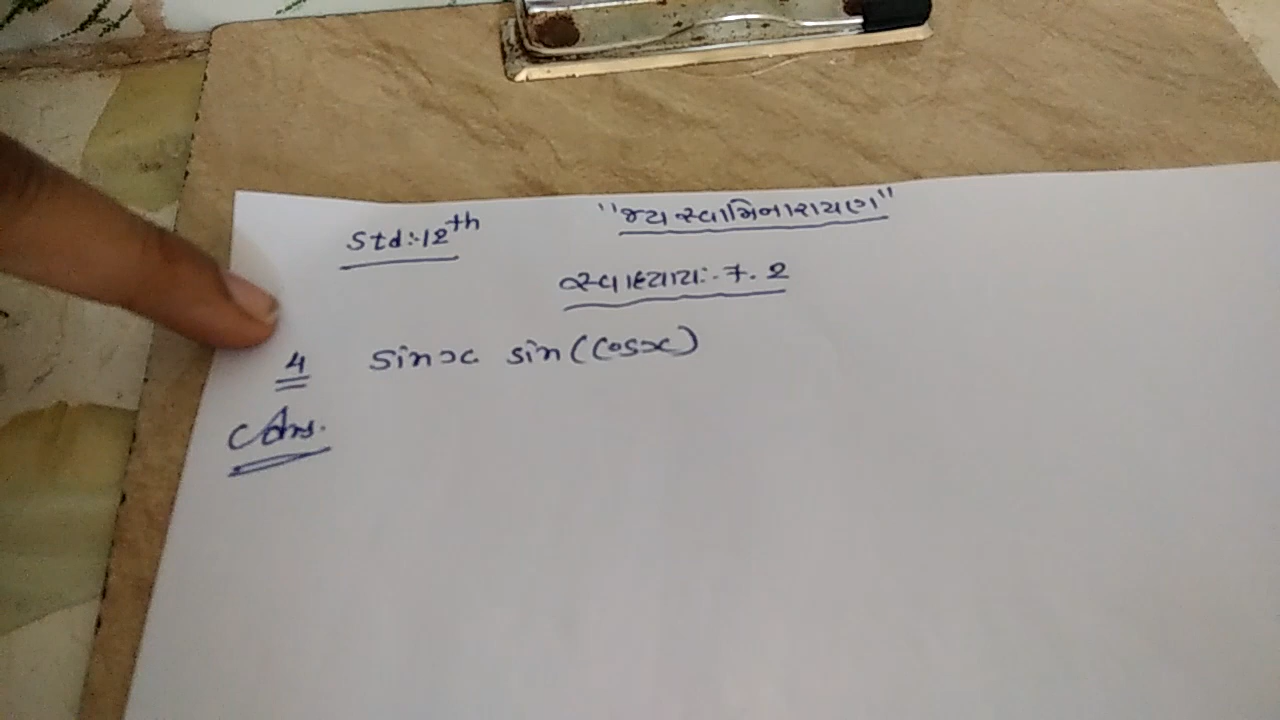 Std:-12th
"જય સ્વામિનારાયણ"
સ્વાધ્યાય:- 7.2
4 sinx sin(cosx)
Ans.